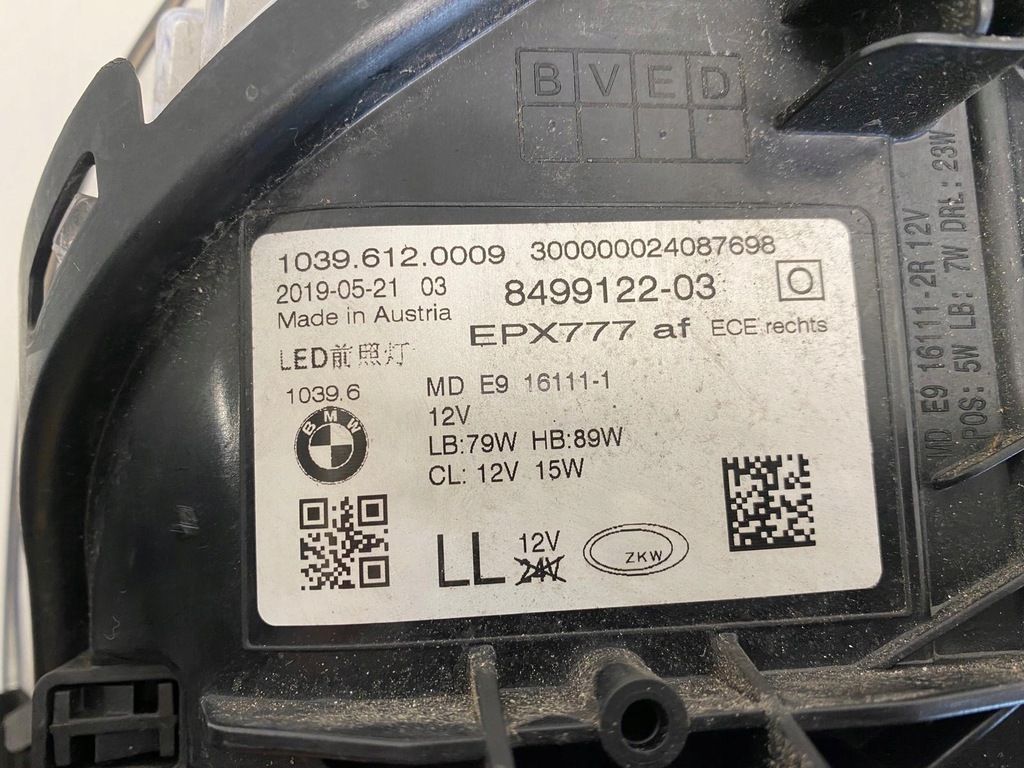 B V E D
1039.612.0009 300000024087698
2019-05-21 03 8499122-03 O
Made in Austria EPX777 af ECE rechts
LED前照灯
1039.6 MD E9 16111-1
BMW 12V
LB:79W HB:89W
CL: 12V 15W
LL 12V ZKW
24V
MD E9 16111-2R 12V
POS: 5W LB: 7W DRL: 23W